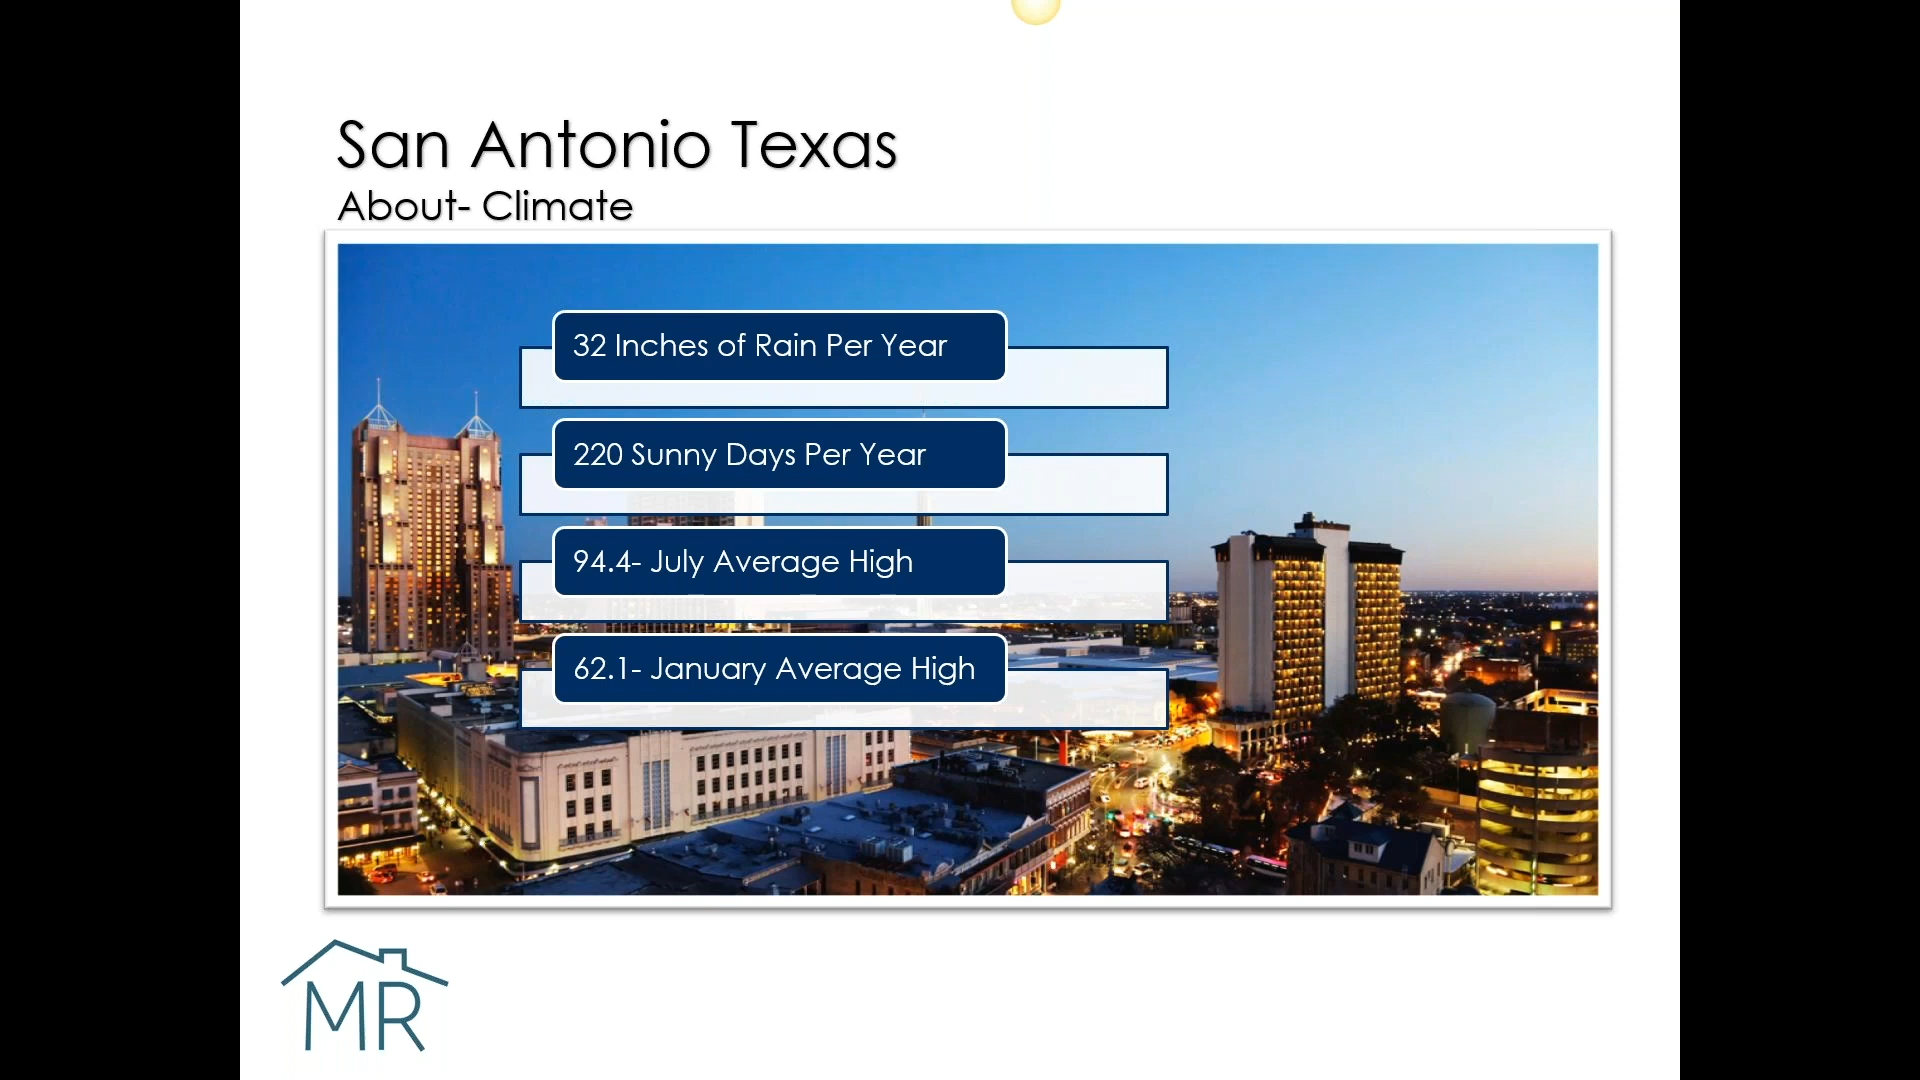 San Antonio Texas
About- Climate
32 Inches of Rain Per Year
220 Sunny Days Per Year
94.4- July Average High
62.1- January Average High
MR